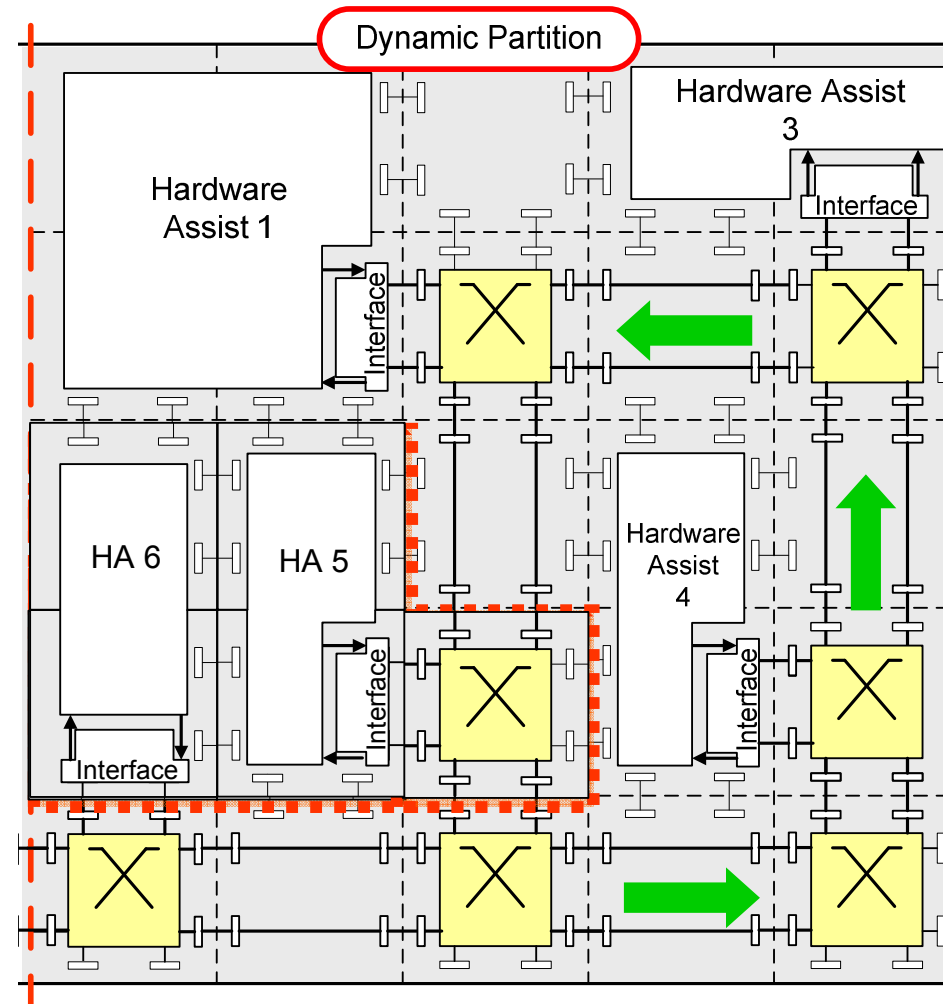 Dynamic Partition
Hardware Assist
3
Hardware
Assist 1
Interface
Interface
HA 6
HA 5
Hardware
Assist
4
Interface
Interface
Interface